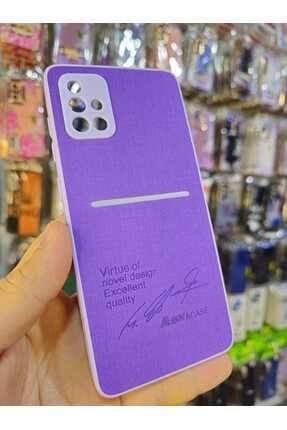 Virtue of
novel design
Excellent
quality